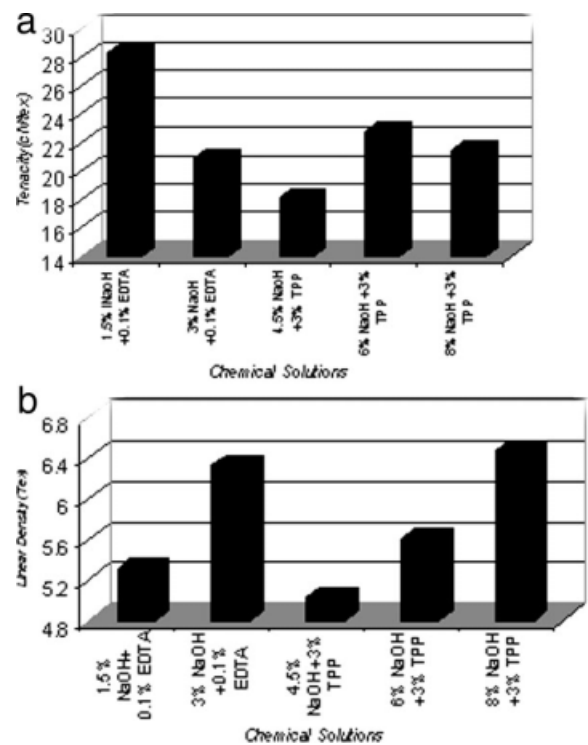 a
30
28
26
24
22
20
18
16
14
Tenacity (cN/tex)
1.5% NaoH
+0.1% EDTA
3% NaoH
+0.1% EDTA
4.5% NaoH
+3% TPP
6% NaoH +3%
TPP
8% NaoH +3%
TPP
Chemical Solutions
b
6.8
6.4
6
5.6
5.2
4.8
Linear Density (Tex)
1.5%
NaOH+
0.1% EDTA
3% NaOH
+0.1%
EDTA
4.5%
NaOH+3%
TPP
6% NaOH
+3% TPP
8% NaOH
+3% TPP
Chemical Solutions